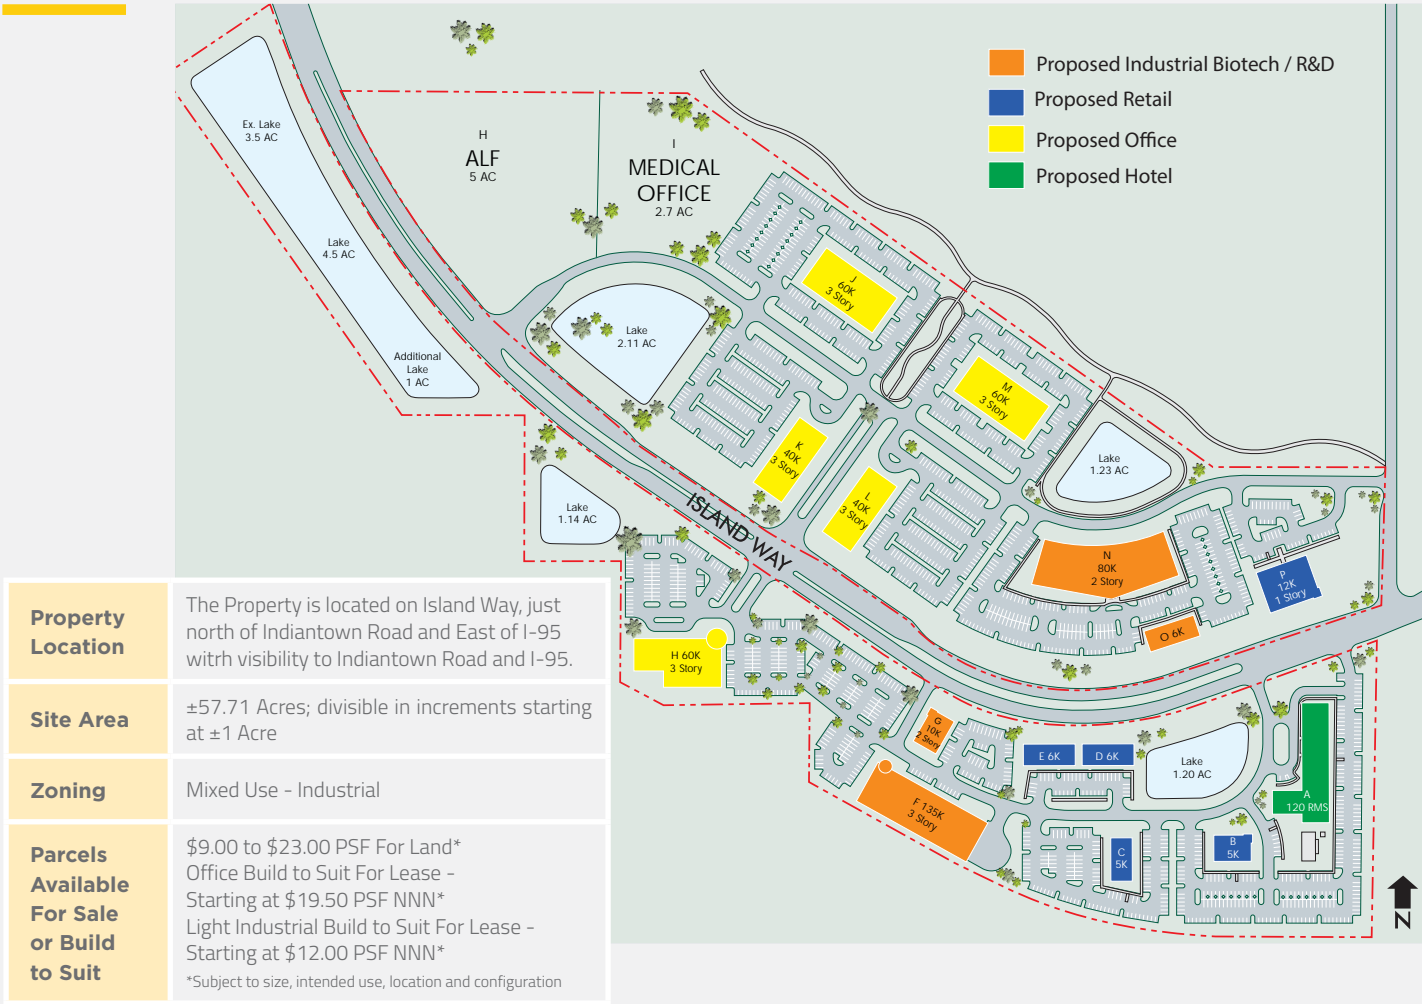 Proposed Industrial Biotech / R&D
Proposed Retail
Proposed Office
Proposed Hotel
Ex. Lake
3.5 AC
Lake
4.5 AC
Additional
Lake
1 AC
H
ALF
5 AC
I
MEDICAL
OFFICE
2.7 AC
Lake
2.11 AC
J
60K
3 Story
M
60K
3 Story
K
40K
3 Story
L
40K
3 Story
Lake
1.23 AC
Lake
1.14 AC
ISLAND WAY
N
80K
2 Story
P
12K
1 Story
O 6K
H 60K
3 Story
G
10K
2 Story
E 6K
D 6K
Lake
1.20 AC
A
120 RMS
F 135K
3 Story
C
5K
B
5K
N
Property
Location
The Property is located on Island Way, just
north of Indiantown Road and East of I-95
witrh visibility to Indiantown Road and I-95.
Site Area
±57.71 Acres; divisible in increments starting
at ±1 Acre
Zoning
Mixed Use - Industrial
Parcels
Available
For Sale
or Build
to Suit
$9.00 to $23.00 PSF For Land*
Office Build to Suit For Lease -
Starting at $19.50 PSF NNN*
Light Industrial Build to Suit For Lease -
Starting at $12.00 PSF NNN*
*Subject to size, intended use, location and configuration